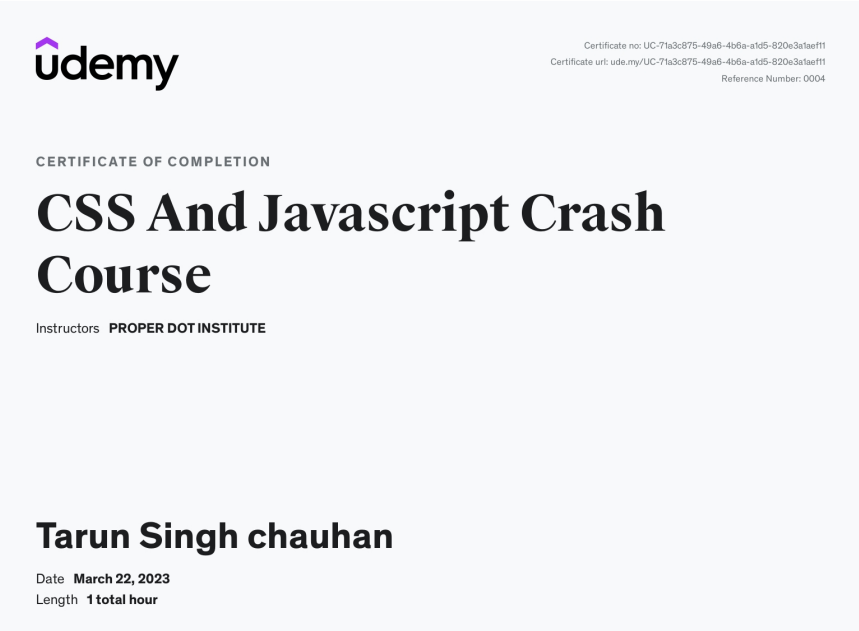 udemy
Certificate no: UC-71a3c875-49a6-4b6a-a1d5-820e3a1aef11
Certificate url: ude.my/UC-71a3c875-49a6-4b6a-a1d5-820e3a1aef11
Reference Number: 0004
CERTIFICATE OF COMPLETION
CSS And Javascript Crash
Course
Instructors PROPER DOT INSTITUTE
Tarun Singh chauhan
Date March 22, 2023
Length 1 total hour